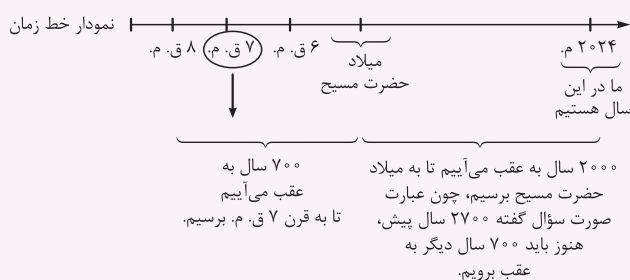 نمودار خط زمان
۸ ق. م.
۷ ق. م.
۶ ق. م.
میلاد
حضرت مسیح
۲۰۲۴ م.
ما در این
سال هستیم
۲۰۰۰ سال به عقب می‌آییم تا به میلاد
حضرت مسیح برسیم، چون عبارت
صورت سؤال گفته ۲۷۰۰ سال پیش،
هنوز باید ۷۰۰ سال دیگر به
عقب برویم.
۷۰۰ سال به
عقب می‌آییم
تا به قرن ۷ ق. م. برسیم.